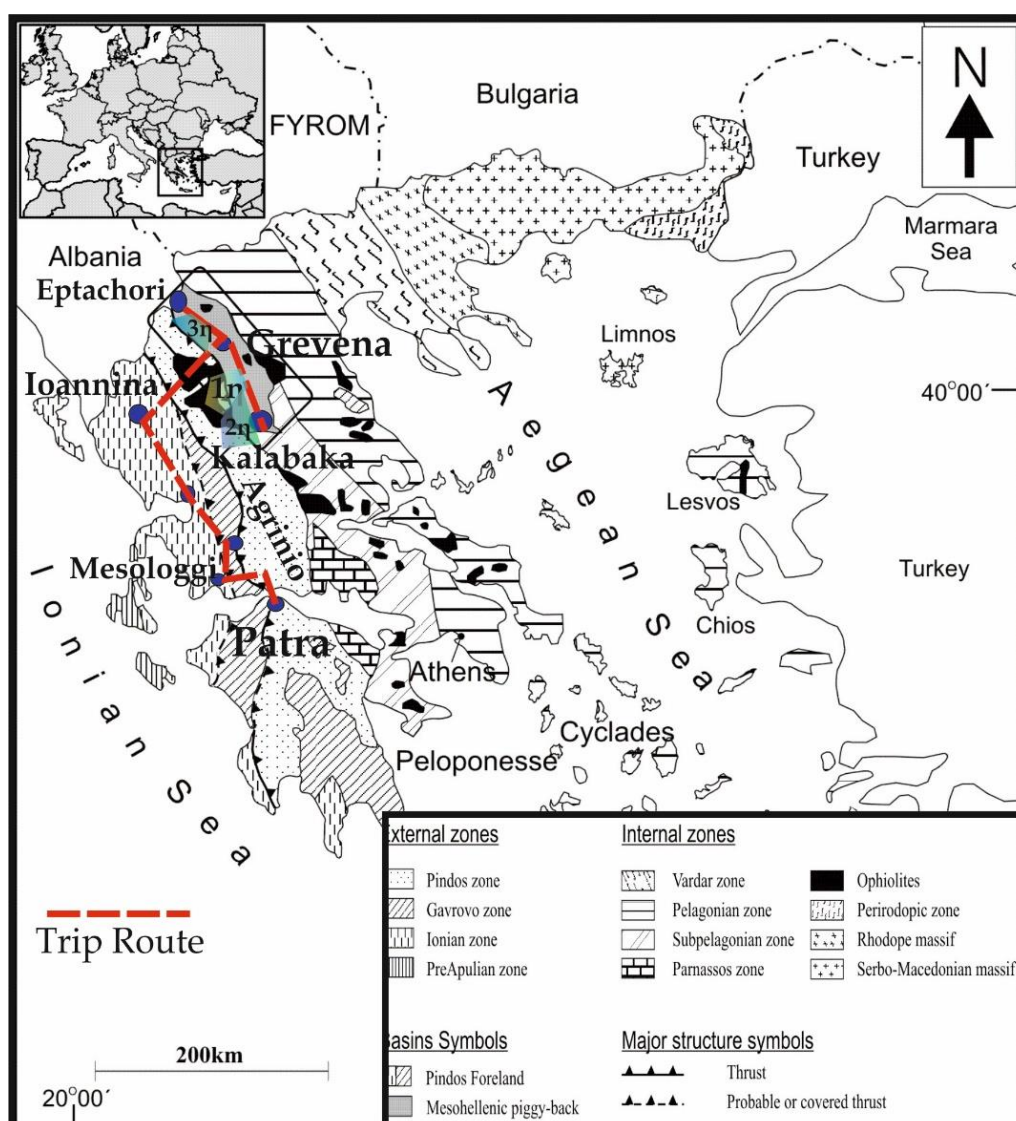 Bulgaria
N
FYROM
Turkey
Marmara
Sea
Albania
Eptachori
3η
Grevena
Limnos
Ioannina
1η
40°00´
2η
Kalabaka
Aegean Sea
Lesvos
Agrinio
Mesologgi
Turkey
Ionian Sea
Chios
Patra
Athens
Cyclades
Peloponesse
External zones
Pindos zone
Gavrovo zone
Ionian zone
PreApulian zone
Internal zones
Vardar zone
Pelagonian zone
Subpelagonian zone
Parnassos zone
Ophiolites
Perirodopic zone
Rhodope massif
Serbo-Macedonian massif
Trip Route
Basins Symbols
Pindos Foreland
Mesohellenic piggy-back
Major structure symbols
Thrust
Probable or covered thrust
200km
20°00´